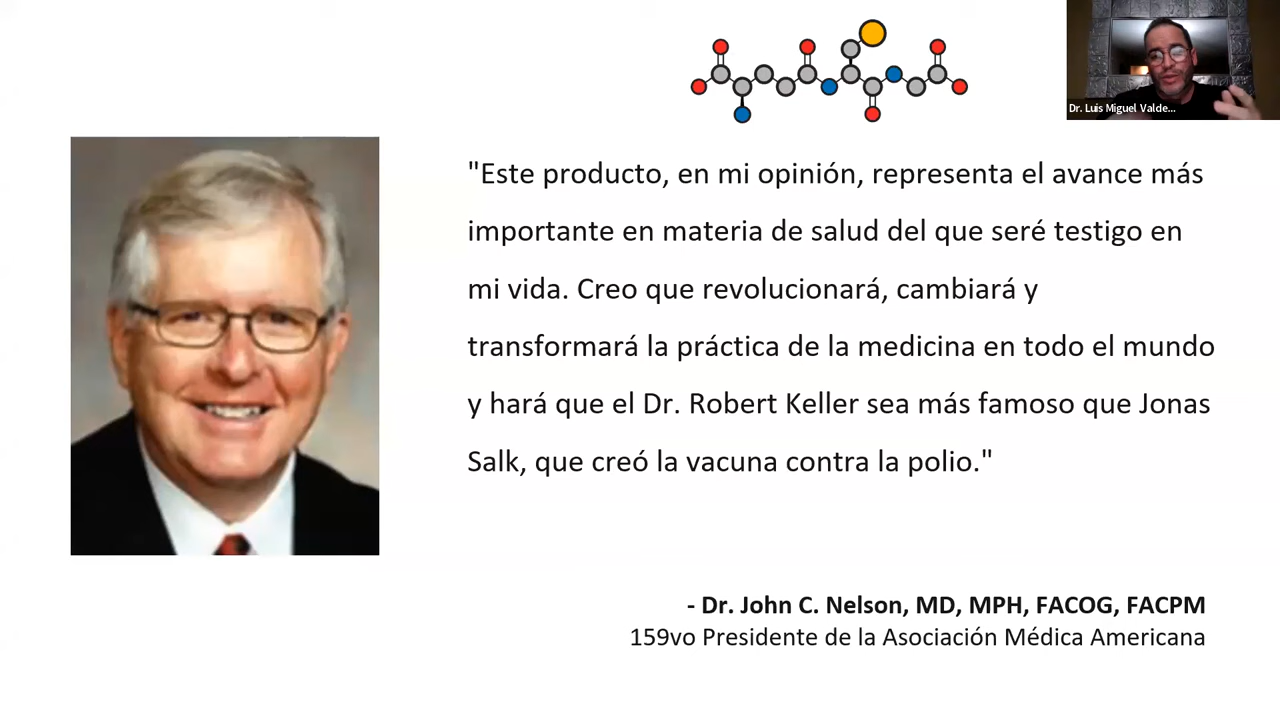 Dr. Luis Miguel Valde...
"Este producto, en mi opinión, representa el avance más
importante en materia de salud del que seré testigo en
mi vida. Creo que revolucionará, cambiará y
transformará la práctica de la medicina en todo el mundo
y hará que el Dr. Robert Keller sea más famoso que Jonas
Salk, que creó la vacuna contra la polio."
- Dr. John C. Nelson, MD, MPH, FACOG, FACPM
159vo Presidente de la Asociación Médica Americana